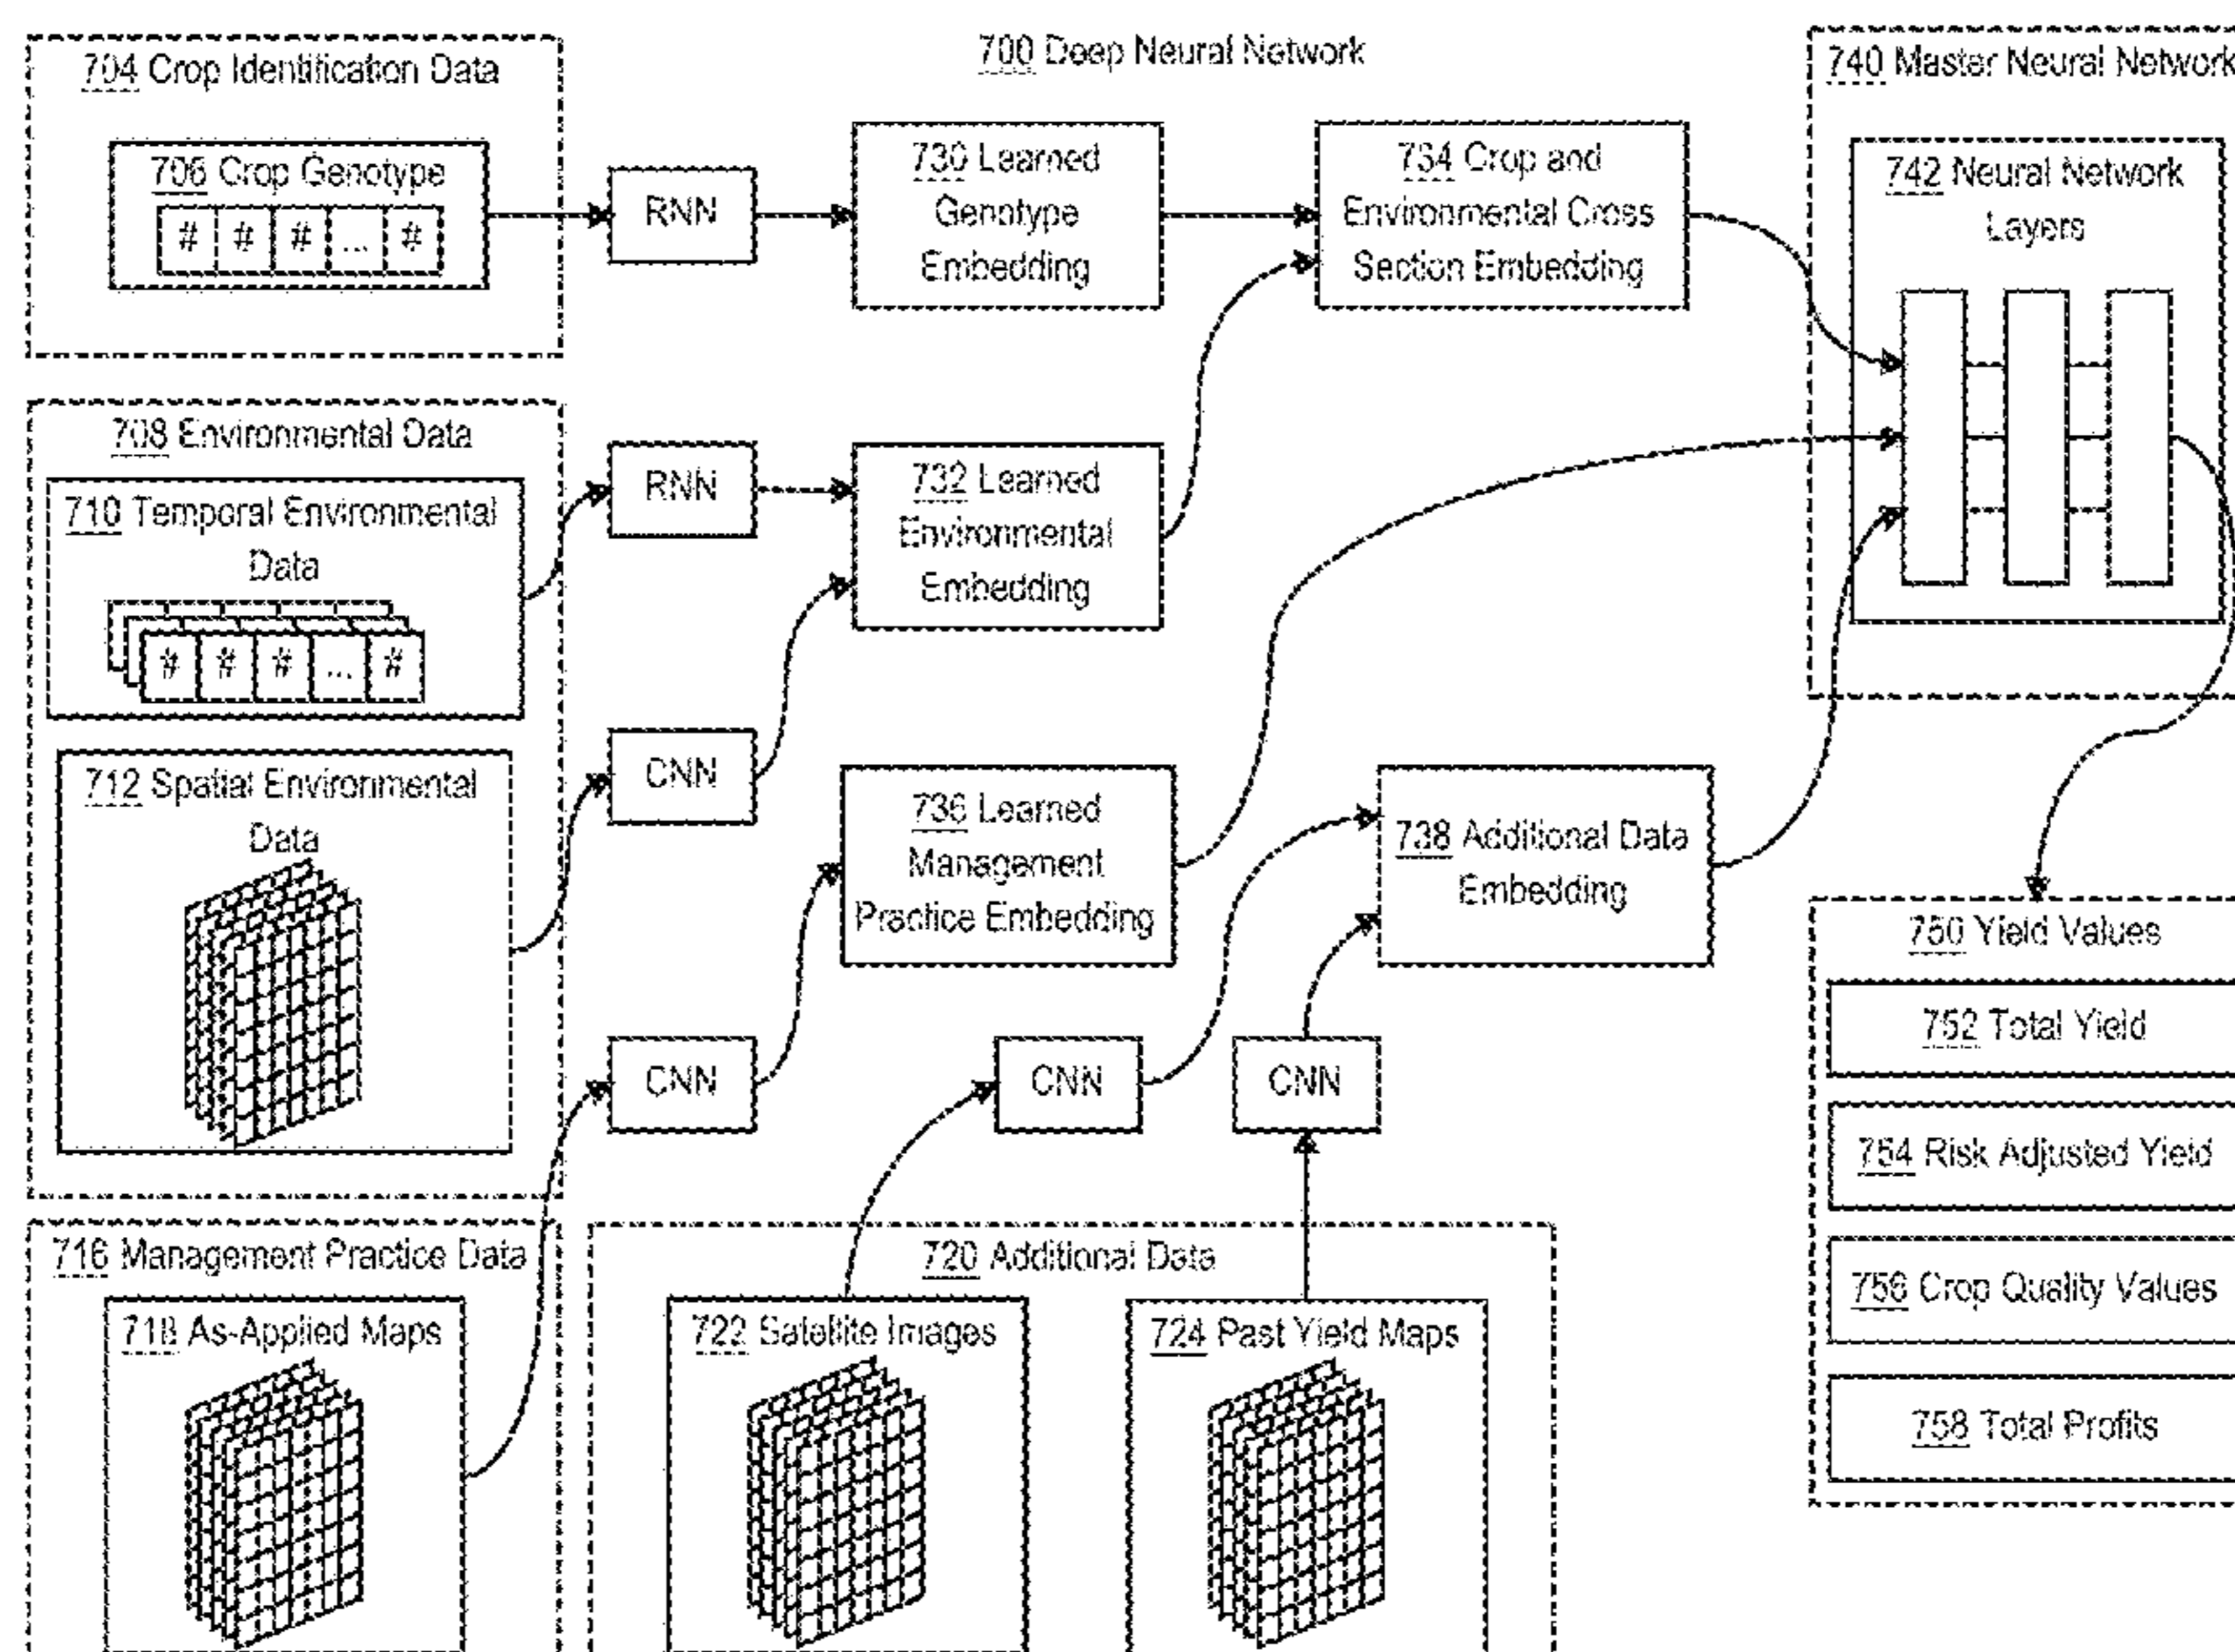 700 Deep Neural Network
704 Crop Identification Data
706 Crop Genotype
# # # ... #
RNN
730 Learned
Genotype
Embedding
734 Crop and
Environmental Cross
Section Embedding
740 Master Neural Network
742 Neural Network
Layers
708 Environmental Data
710 Temporal Environmental
Data
# # # ... #
RNN
732 Learned
Environmental
Embedding
712 Spatial Environmental
Data
CNN
736 Learned
Management
Practice Embedding
738 Additional Data
Embedding
CNN
CNN
CNN
716 Management Practice Data
718 As-Applied Maps
720 Additional Data
722 Satellite Images
724 Past Yield Maps
750 Yield Values
752 Total Yield
754 Risk Adjusted Yield
756 Crop Quality Values
758 Total Profits